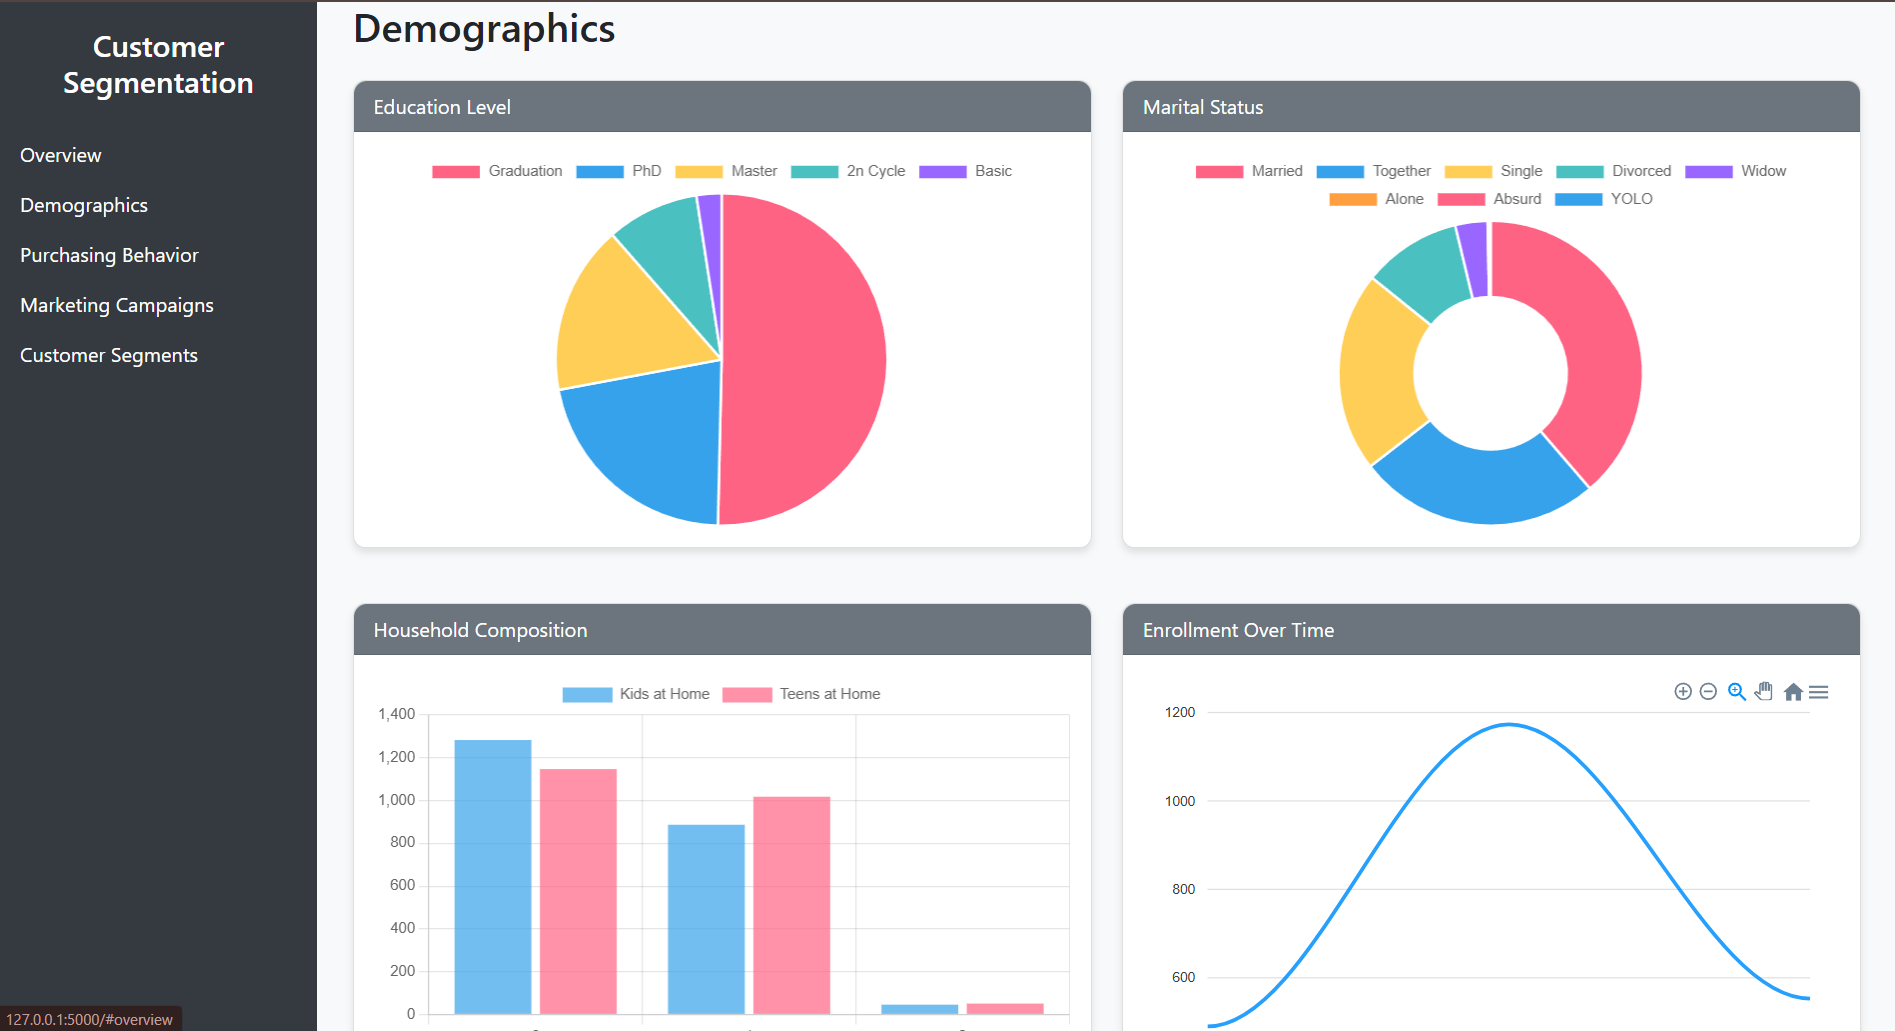 Customer
Segmentation
Overview
Demographics
Purchasing Behavior
Marketing Campaigns
Customer Segments
127.0.0.1:5000/#overview
Demographics
Education Level
Graduation PhD Master 2n Cycle Basic
Marital Status
Married Together Single Divorced Widow
Alone Absurd YOLO
Household Composition
Kids at Home Teens at Home
1,400
1,200
1,000
800
600
400
200
0
Enrollment Over Time
1200
1000
800
600